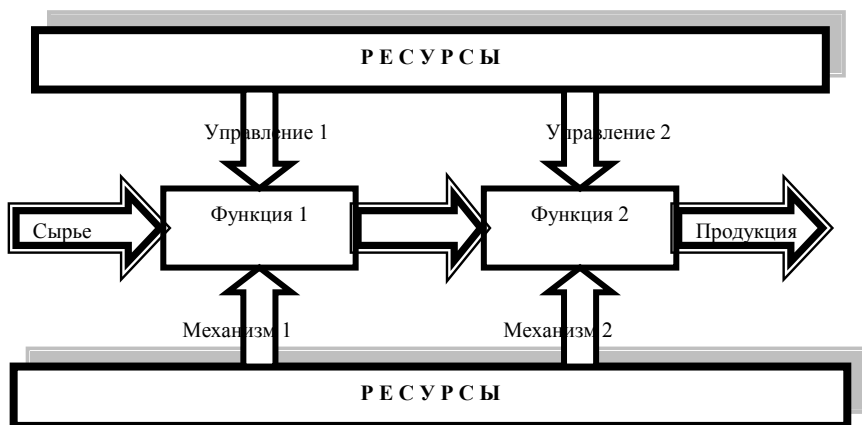 Р Е С У Р С Ы
Управление 1 Управление 2
Функция 1 Функция 2
Сырье Продукция
Механизм 1 Механизм 2
Р Е С У Р С Ы